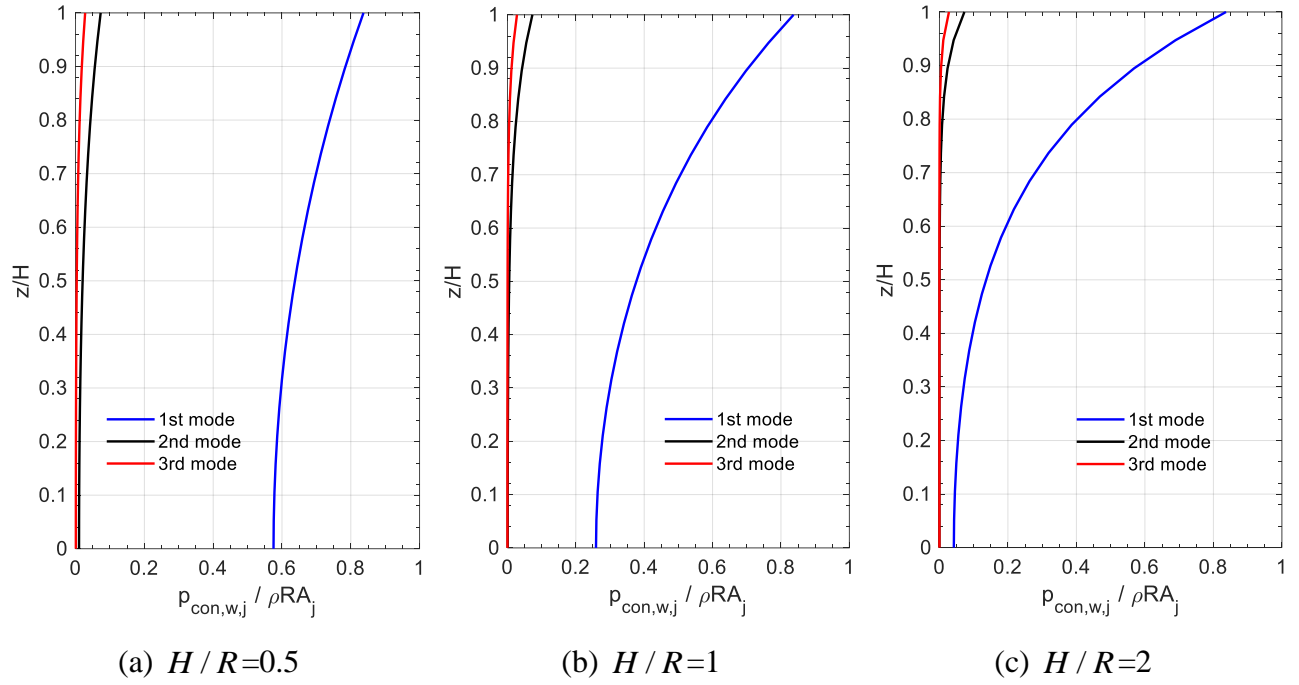 1
0.9
0.8
0.7
0.6
0.5
0.4
0.3
0.2
0.1
0
z/H
1st mode
2nd mode
3rd mode
0 0.2 0.4 0.6 0.8 1
p_con,w,j / ρRA_j
(a) H / R=0.5
1
0.9
0.8
0.7
0.6
0.5
0.4
0.3
0.2
0.1
0
z/H
1st mode
2nd mode
3rd mode
0 0.2 0.4 0.6 0.8 1
p_con,w,j / ρRA_j
(b) H / R=1
1
0.9
0.8
0.7
0.6
0.5
0.4
0.3
0.2
0.1
0
z/H
1st mode
2nd mode
3rd mode
0 0.2 0.4 0.6 0.8 1
p_con,w,j / ρRA_j
(c) H / R=2